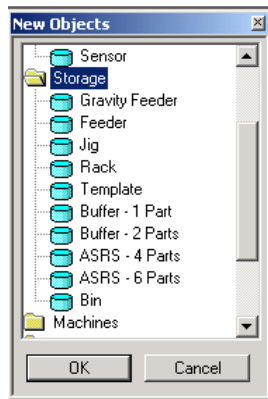 New Objects
Sensor
Storage
Gravity Feeder
Feeder
Jig
Rack
Template
Buffer - 1 Part
Buffer - 2 Parts
ASRS - 4 Parts
ASRS - 6 Parts
Bin
Machines
OK Cancel